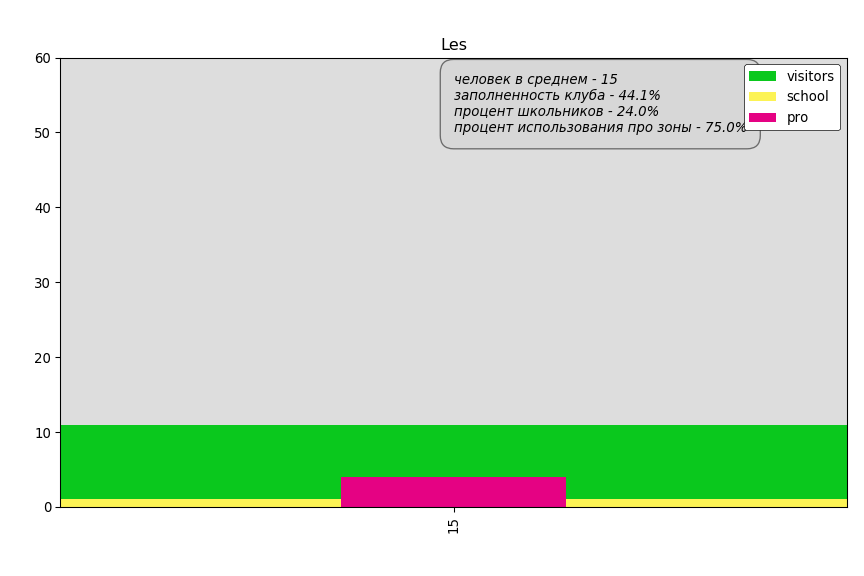 Les
человек в среднем - 15
заполненность клуба - 44.1%
процент школьников - 24.0%
процент использования про зоны - 75.0%
visitors
school
pro
60
50
40
30
20
10
0
15